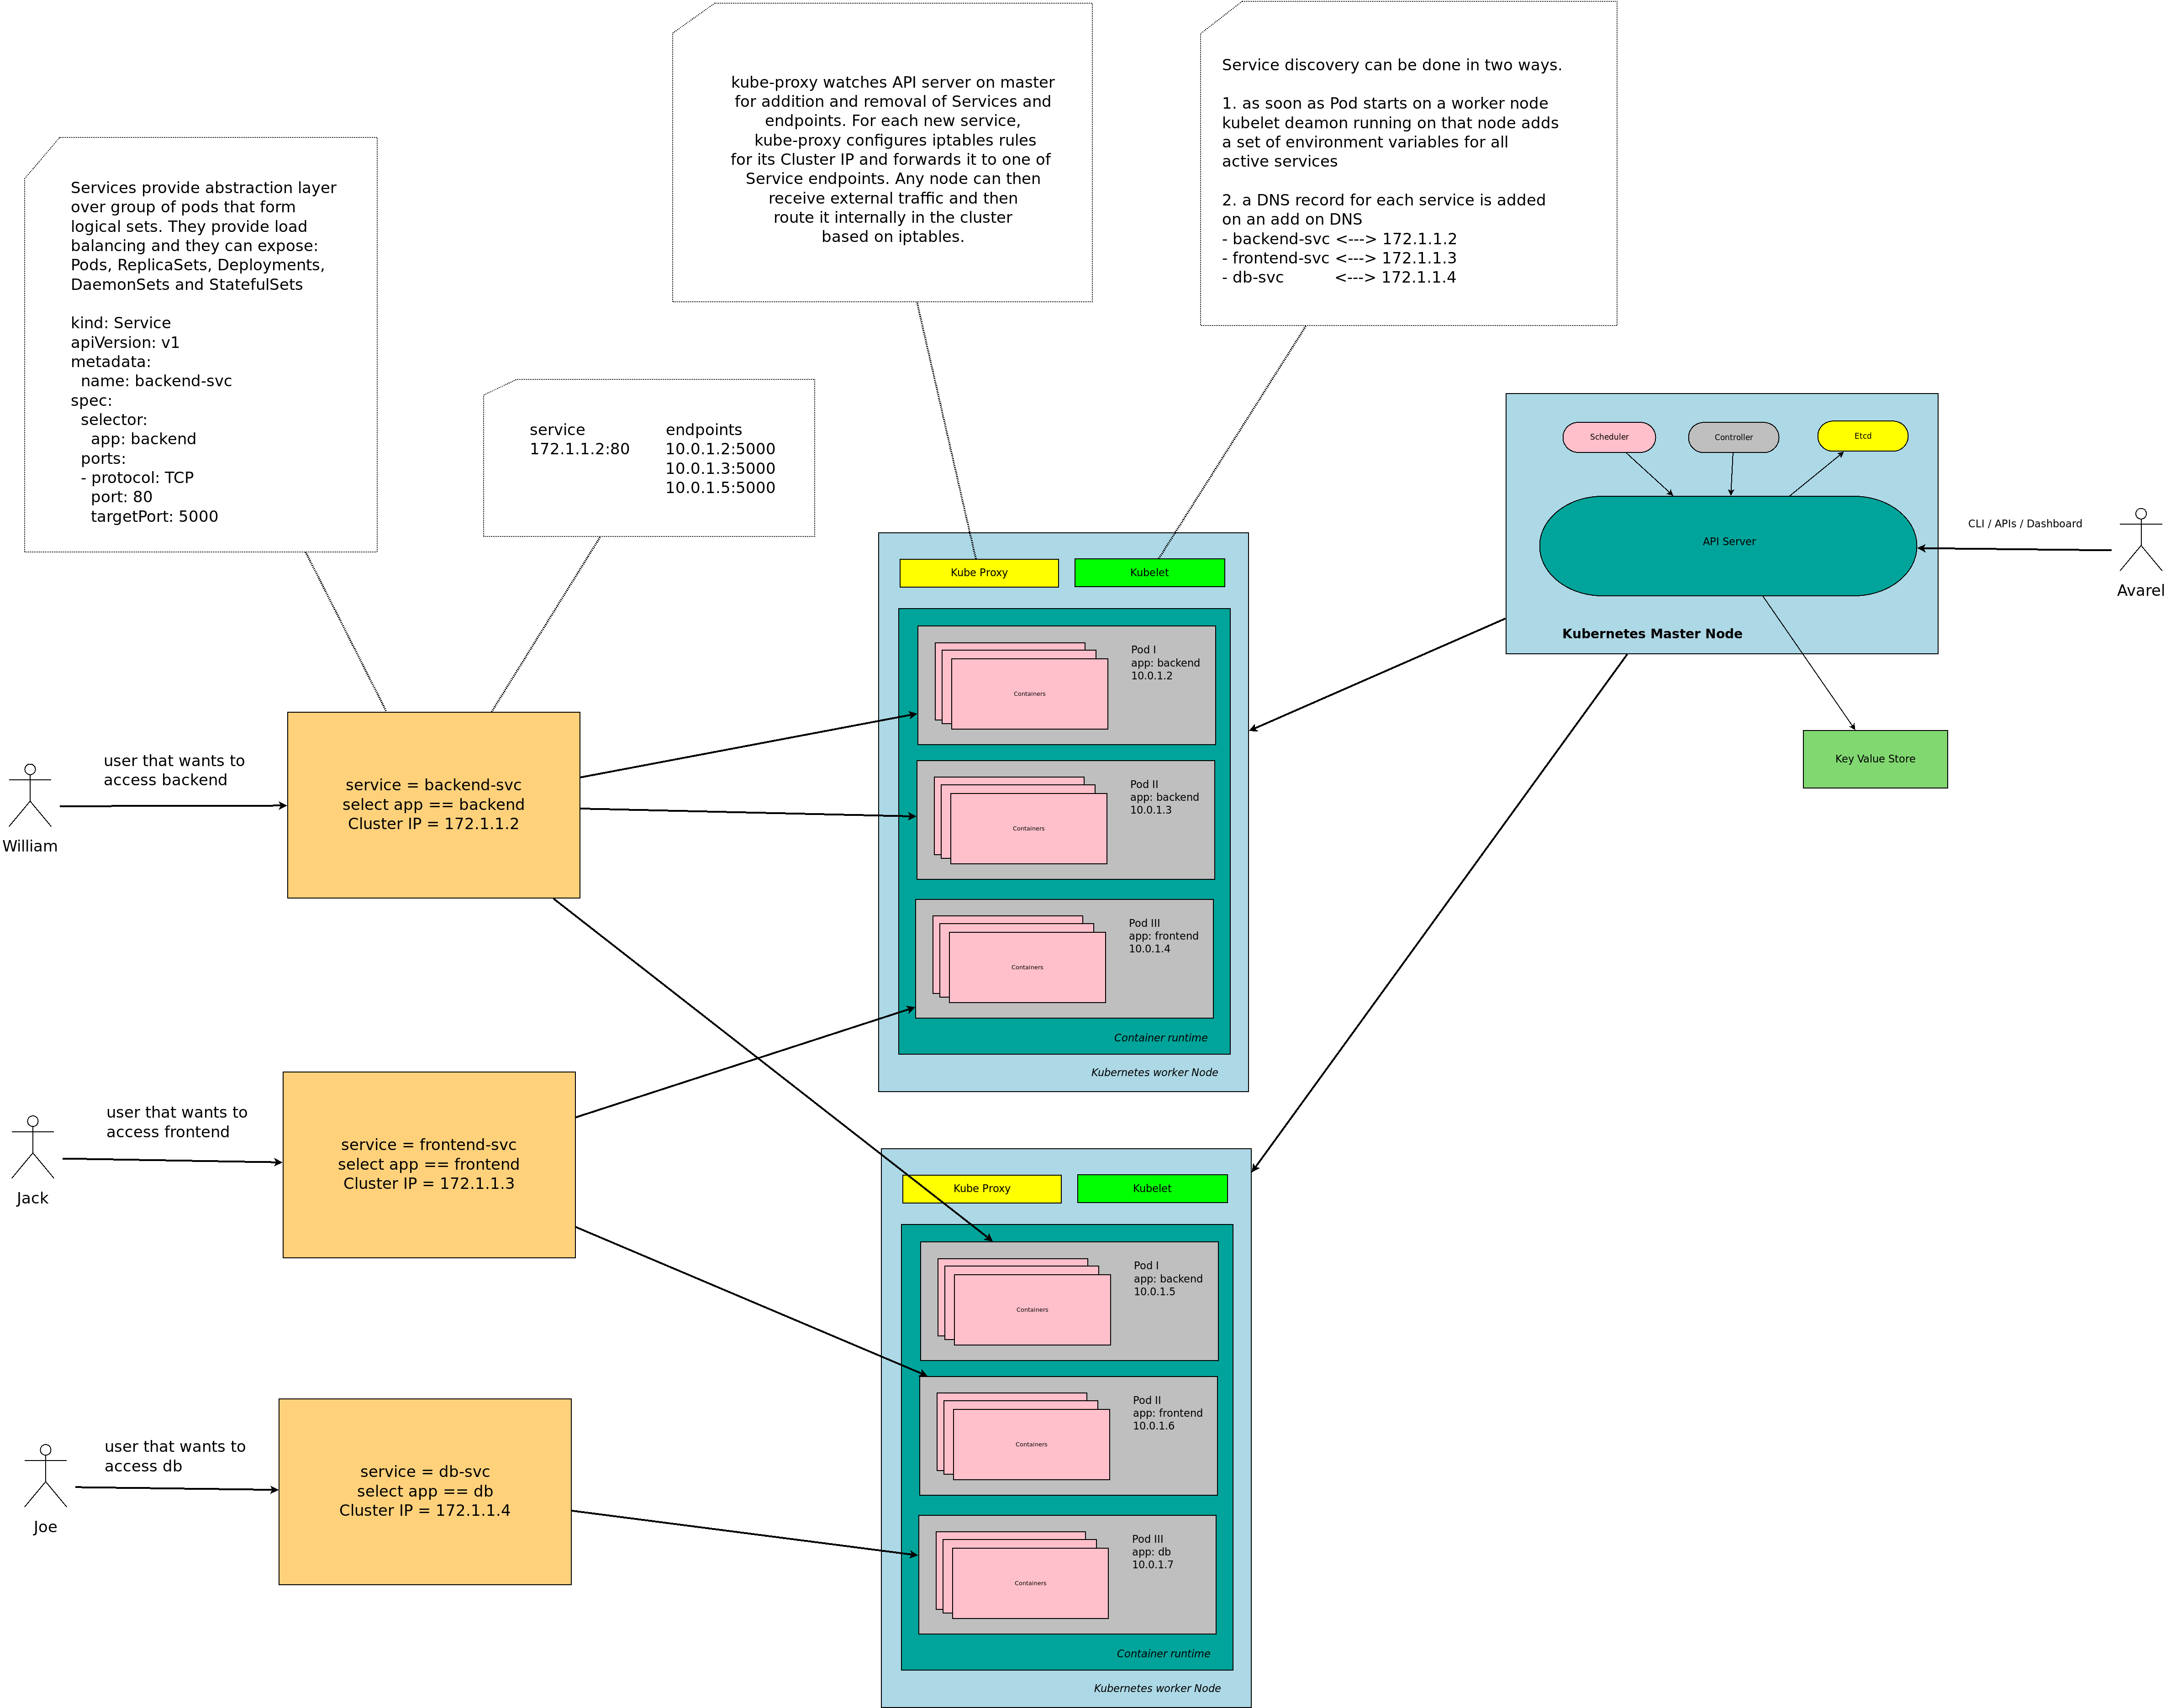 kube-proxy watches API server on master
for addition and removal of Services and
endpoints. For each new service,
kube-proxy configures iptables rules
for its Cluster IP and forwards it to one of
Service endpoints. Any node can then
receive external traffic and then
route it internally in the cluster
based on iptables.
Service discovery can be done in two ways.
1. as soon as Pod starts on a worker node
kubelet deamon running on that node adds
a set of environment variables for all
active services
2. a DNS record for each service is added
on an add on DNS
- backend-svc <---> 172.1.1.2
- frontend-svc <---> 172.1.1.3
- db-svc <---> 172.1.1.4
Services provide abstraction layer
over group of pods that form
logical sets. They provide load
balancing and they can expose:
Pods, ReplicaSets, Deployments,
DaemonSets and StatefulSets
kind: Service
apiVersion: v1
metadata:
name: backend-svc
spec:
selector:
app: backend
ports:
- protocol: TCP
port: 80
targetPort: 5000
service endpoints
172.1.1.2:80 10.0.1.2:5000
10.0.1.3:5000
10.0.1.5:5000
Scheduler
Controller
Etcd
API Server
Kubernetes Master Node
CLI / APIs / Dashboard
Avarel
Key Value Store
Kube Proxy
Kubelet
Pod I
app: backend
10.0.1.2
Containers
Pod II
app: backend
10.0.1.3
Containers
Pod III
app: frontend
10.0.1.4
Containers
Container runtime
Kubernetes worker Node
user that wants to
access backend
William
service = backend-svc
select app == backend
Cluster IP = 172.1.1.2
user that wants to
access frontend
Jack
service = frontend-svc
select app == frontend
Cluster IP = 172.1.1.3
Kube Proxy
Kubelet
Pod I
app: backend
10.0.1.5
Containers
Pod II
app: frontend
10.0.1.6
Containers
Pod III
app: db
10.0.1.7
Containers
Container runtime
Kubernetes worker Node
user that wants to
access db
Joe
service = db-svc
select app == db
Cluster IP = 172.1.1.4